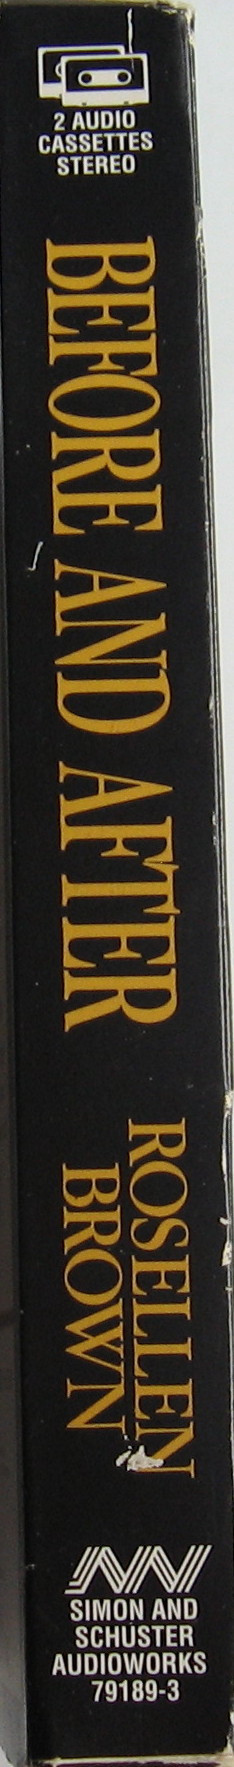 2 AUDIO
CASSETTES
STEREO
BEFORE AND AFTER
ROSELLEN
BROWN
SIMON AND
SCHUSTER
AUDIOWORKS
79189-3